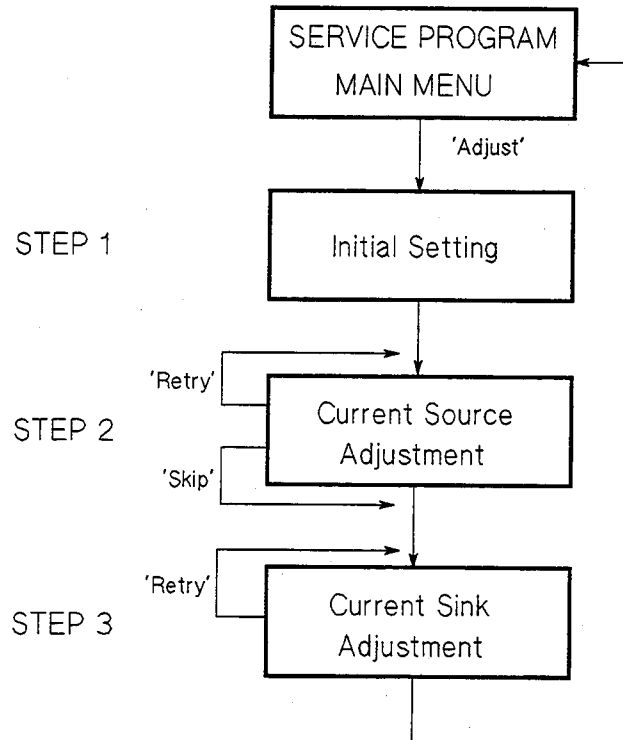 SERVICE PROGRAM
MAIN MENU
'Adjust'
STEP 1
Initial Setting
'Retry'
STEP 2
Current Source
Adjustment
'Skip'
'Retry'
STEP 3
Current Sink
Adjustment